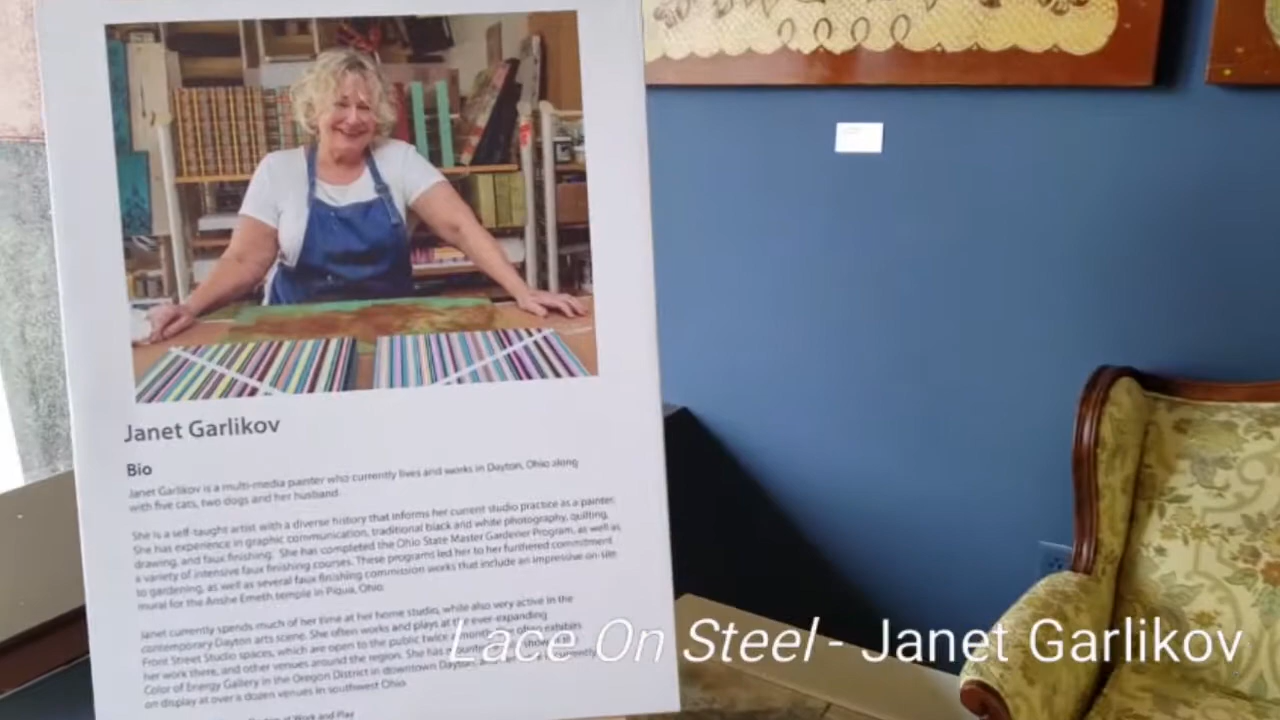 Janet Garlikov
Bio
Janet Garlikov is a multi-media painter who currently lives and works in Dayton, Ohio along
with five cats, two dogs and her husband.
She is a self-taught artist with a diverse history that informs her current studio practice as a painter.
She has experience in graphic communication, traditional black and white photography, quilting,
drawing, and faux finishing. She has completed the Ohio State Master Gardener Program, as well as
a variety of intensive faux finishing courses. These programs led her to her furthered commitment
to gardening, as well as several faux finishing commission works that include an impressive on-site
mural for the Anshe Emeth temple in Piqua, Ohio.
Janet currently spends much of her time at her home studio, while also very active in the
contemporary Dayton arts scene. She often works and plays at the ever-expanding
Front Street Studio spaces, which are open to the public twice a month. She often exhibits
her work there, and other venues around the region. She has
Color of Energy Gallery in the Oregon District in downtown Dayton, currently
on display at over a dozen venues in southwest Ohio.
at Work and Play
Lace On Steel - Janet Garlikov